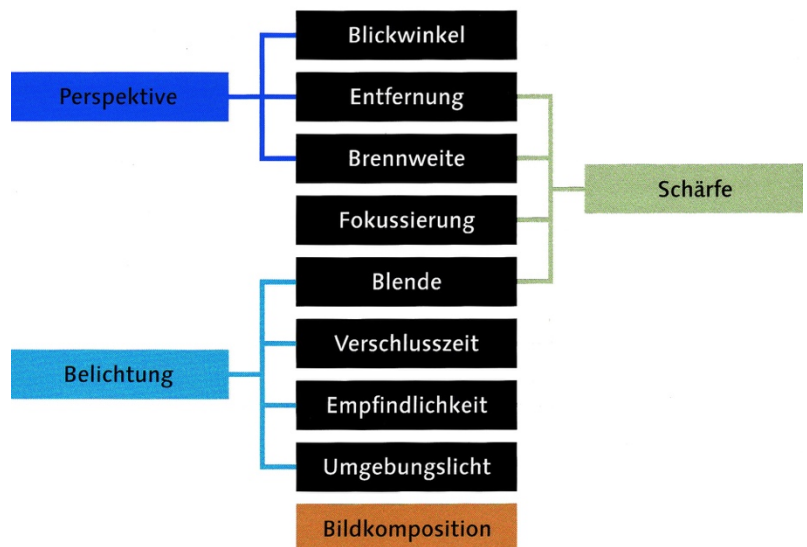 Blickwinkel
Perspektive
Entfernung
Brennweite
Schärfe
Fokussierung
Blende
Verschlusszeit
Belichtung
Empfindlichkeit
Umgebungslicht
Bildkomposition